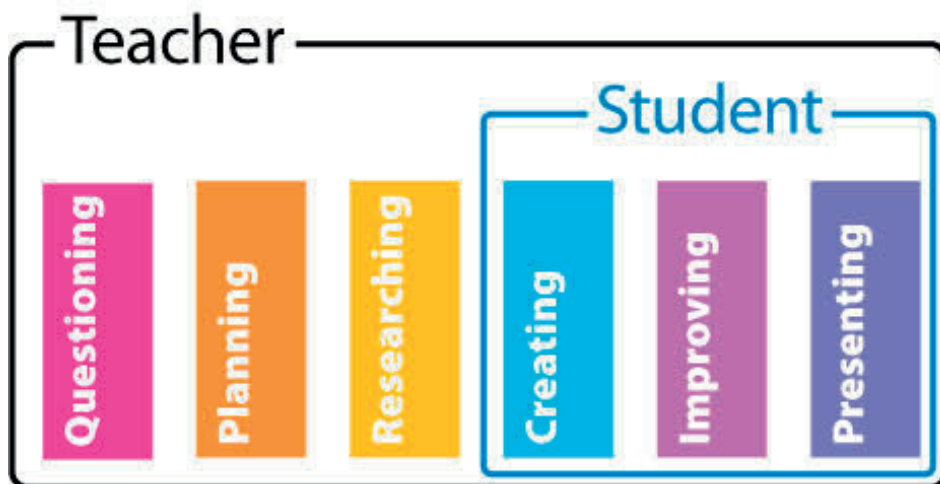 Teacher
Student
Questioning
Planning
Researching
Creating
Improving
Presenting